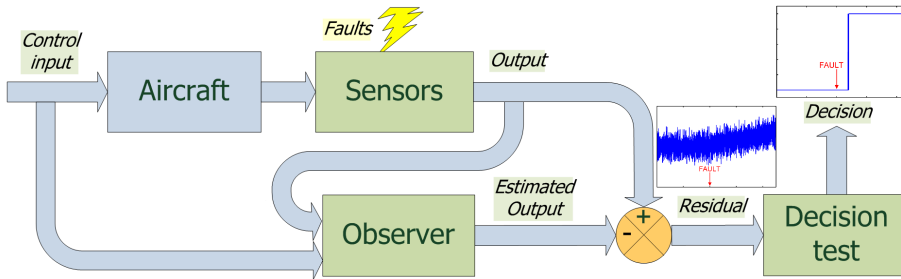 Control
input
Aircraft
Faults
Sensors
Output
FAULT
Decision
FAULT
Observer
Estimated
Output
+
-
Residual
Decision
test